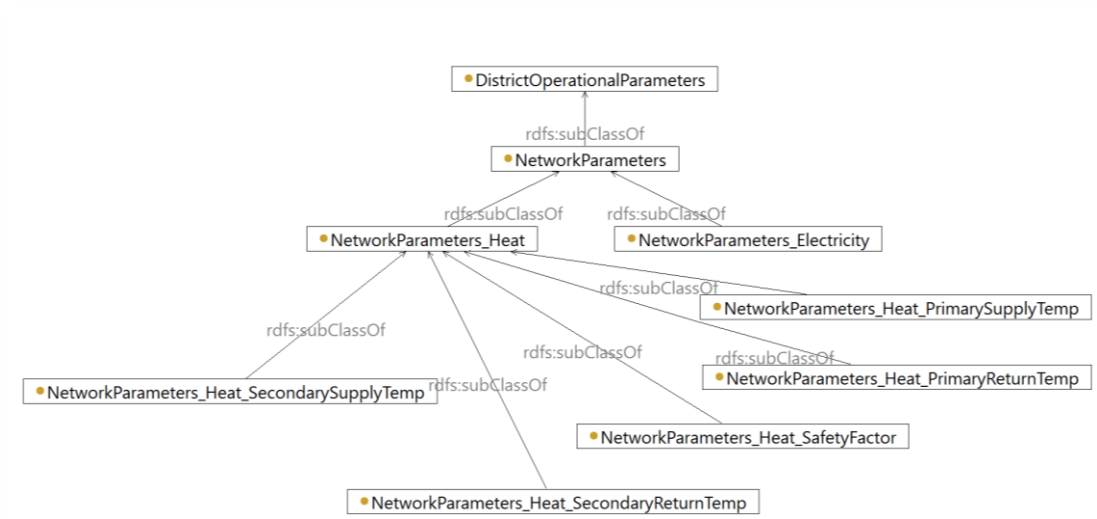 DistrictOperationalParameters
rdfs:subClassOf
NetworkParameters
rdfs:subClassOf
rdfs:subClassOf
NetworkParameters_Heat
NetworkParameters_Electricity
rdfs:subClassOf
NetworkParameters_Heat_PrimarySupplyTemp
rdfs:subClassOf
rdfs:subClassOf
rdfs:subClassOf
NetworkParameters_Heat_PrimaryReturnTemp
rdfs:subClassOf
NetworkParameters_Heat_SecondarySupplyTemp
NetworkParameters_Heat_SafetyFactor
NetworkParameters_Heat_SecondaryReturnTemp